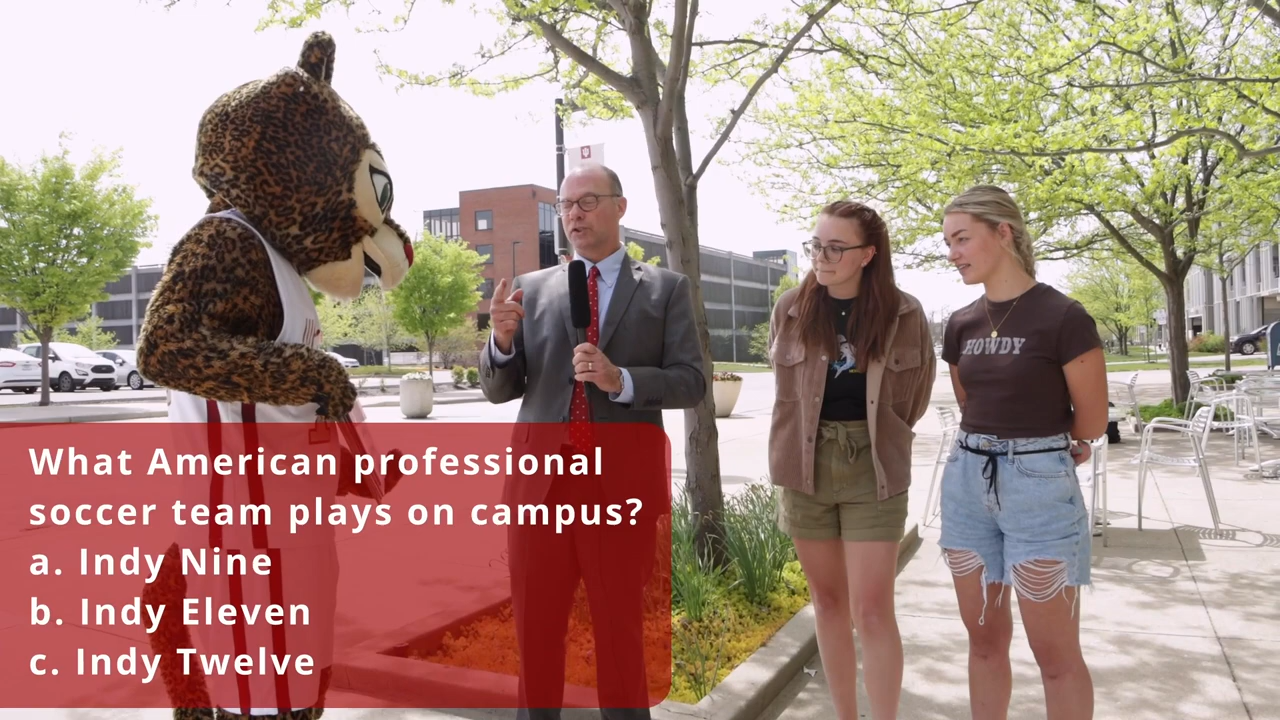 HOWDY
What American professional
soccer team plays on campus?
a. Indy Nine
b. Indy Eleven
c. Indy Twelve